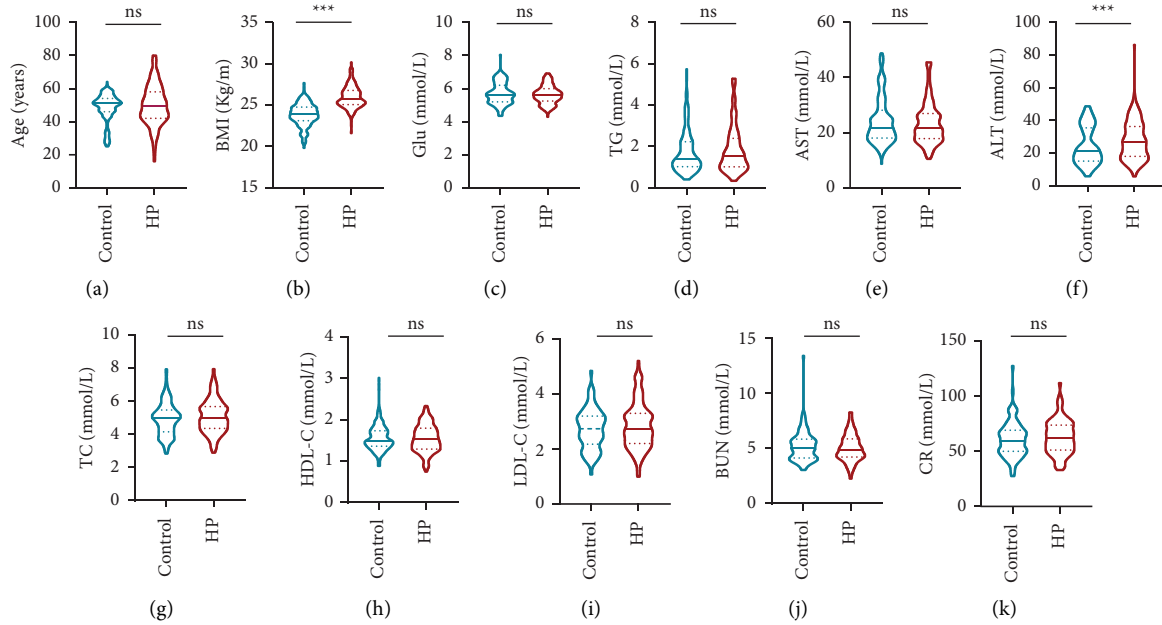 ns
100
80
60
40
20
0
Age (years)
Control
HP
(a)
***
35
30
25
20
15
BMI (Kg/m)
Control
HP
(b)
ns
10
8
6
4
2
0
Glu (mmol/L)
Control
HP
(c)
ns
8
6
4
2
0
TG (mmol/L)
Control
HP
(d)
ns
60
40
20
0
AST (mmol/L)
Control
HP
(e)
***
100
80
60
40
20
0
ALT (mmol/L)
Control
HP
(f)
ns
10
8
6
4
2
0
TC (mmol/L)
Control
HP
(g)
ns
4
3
2
1
0
HDL-C (mmol/L)
Control
HP
(h)
ns
6
4
2
0
LDL-C (mmol/L)
Control
HP
(i)
ns
15
10
5
0
BUN (mmol/L)
Control
HP
(j)
ns
150
100
50
0
CR (mmol/L)
Control
HP
(k)